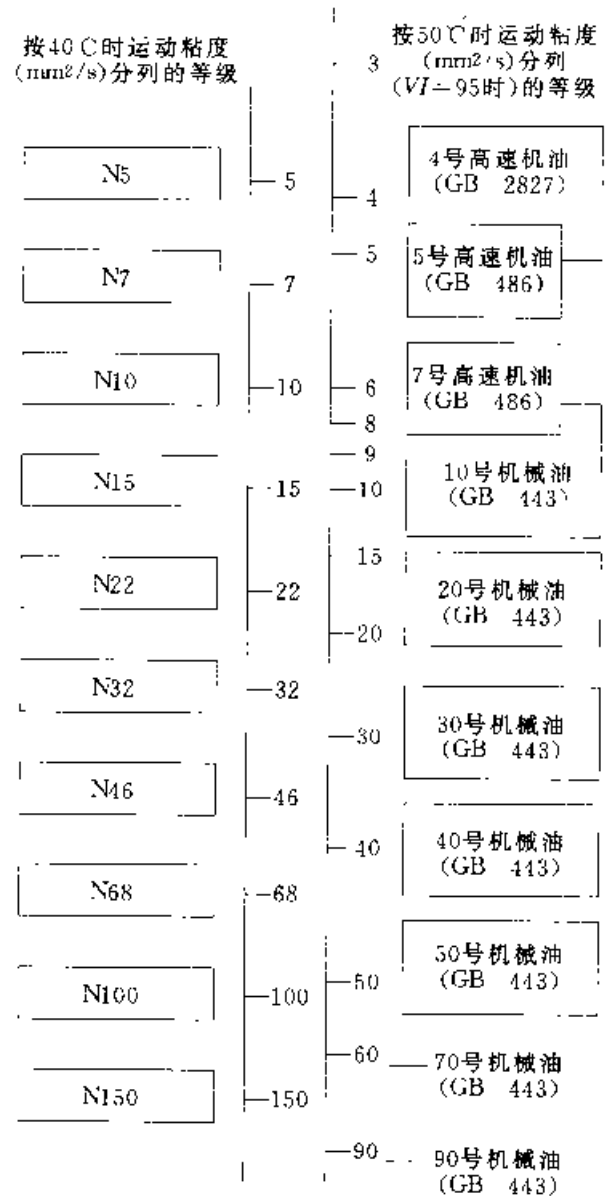 按40℃时运动粘度
(mm2/s)分列的等级
N5
N7
N10
N15
N22
N32
N46
N68
N100
N150
5
7
10
15
22
32
46
68
100
150
3
4
5
6
8
9
10
15
20
30
40
50
60
90
按50℃时运动粘度
(mm2/s)分列
(VI=95时)的等级
4号高速机油
(GB 2827)
5号高速机油
(GB 486)
7号高速机油
(GB 486)
10号机械油
(GB 443)
20号机械油
(GB 443)
30号机械油
(GB 443)
40号机械油
(GB 443)
50号机械油
(GB 443)
70号机械油
(GB 443)
90号机械油
(GB 443)